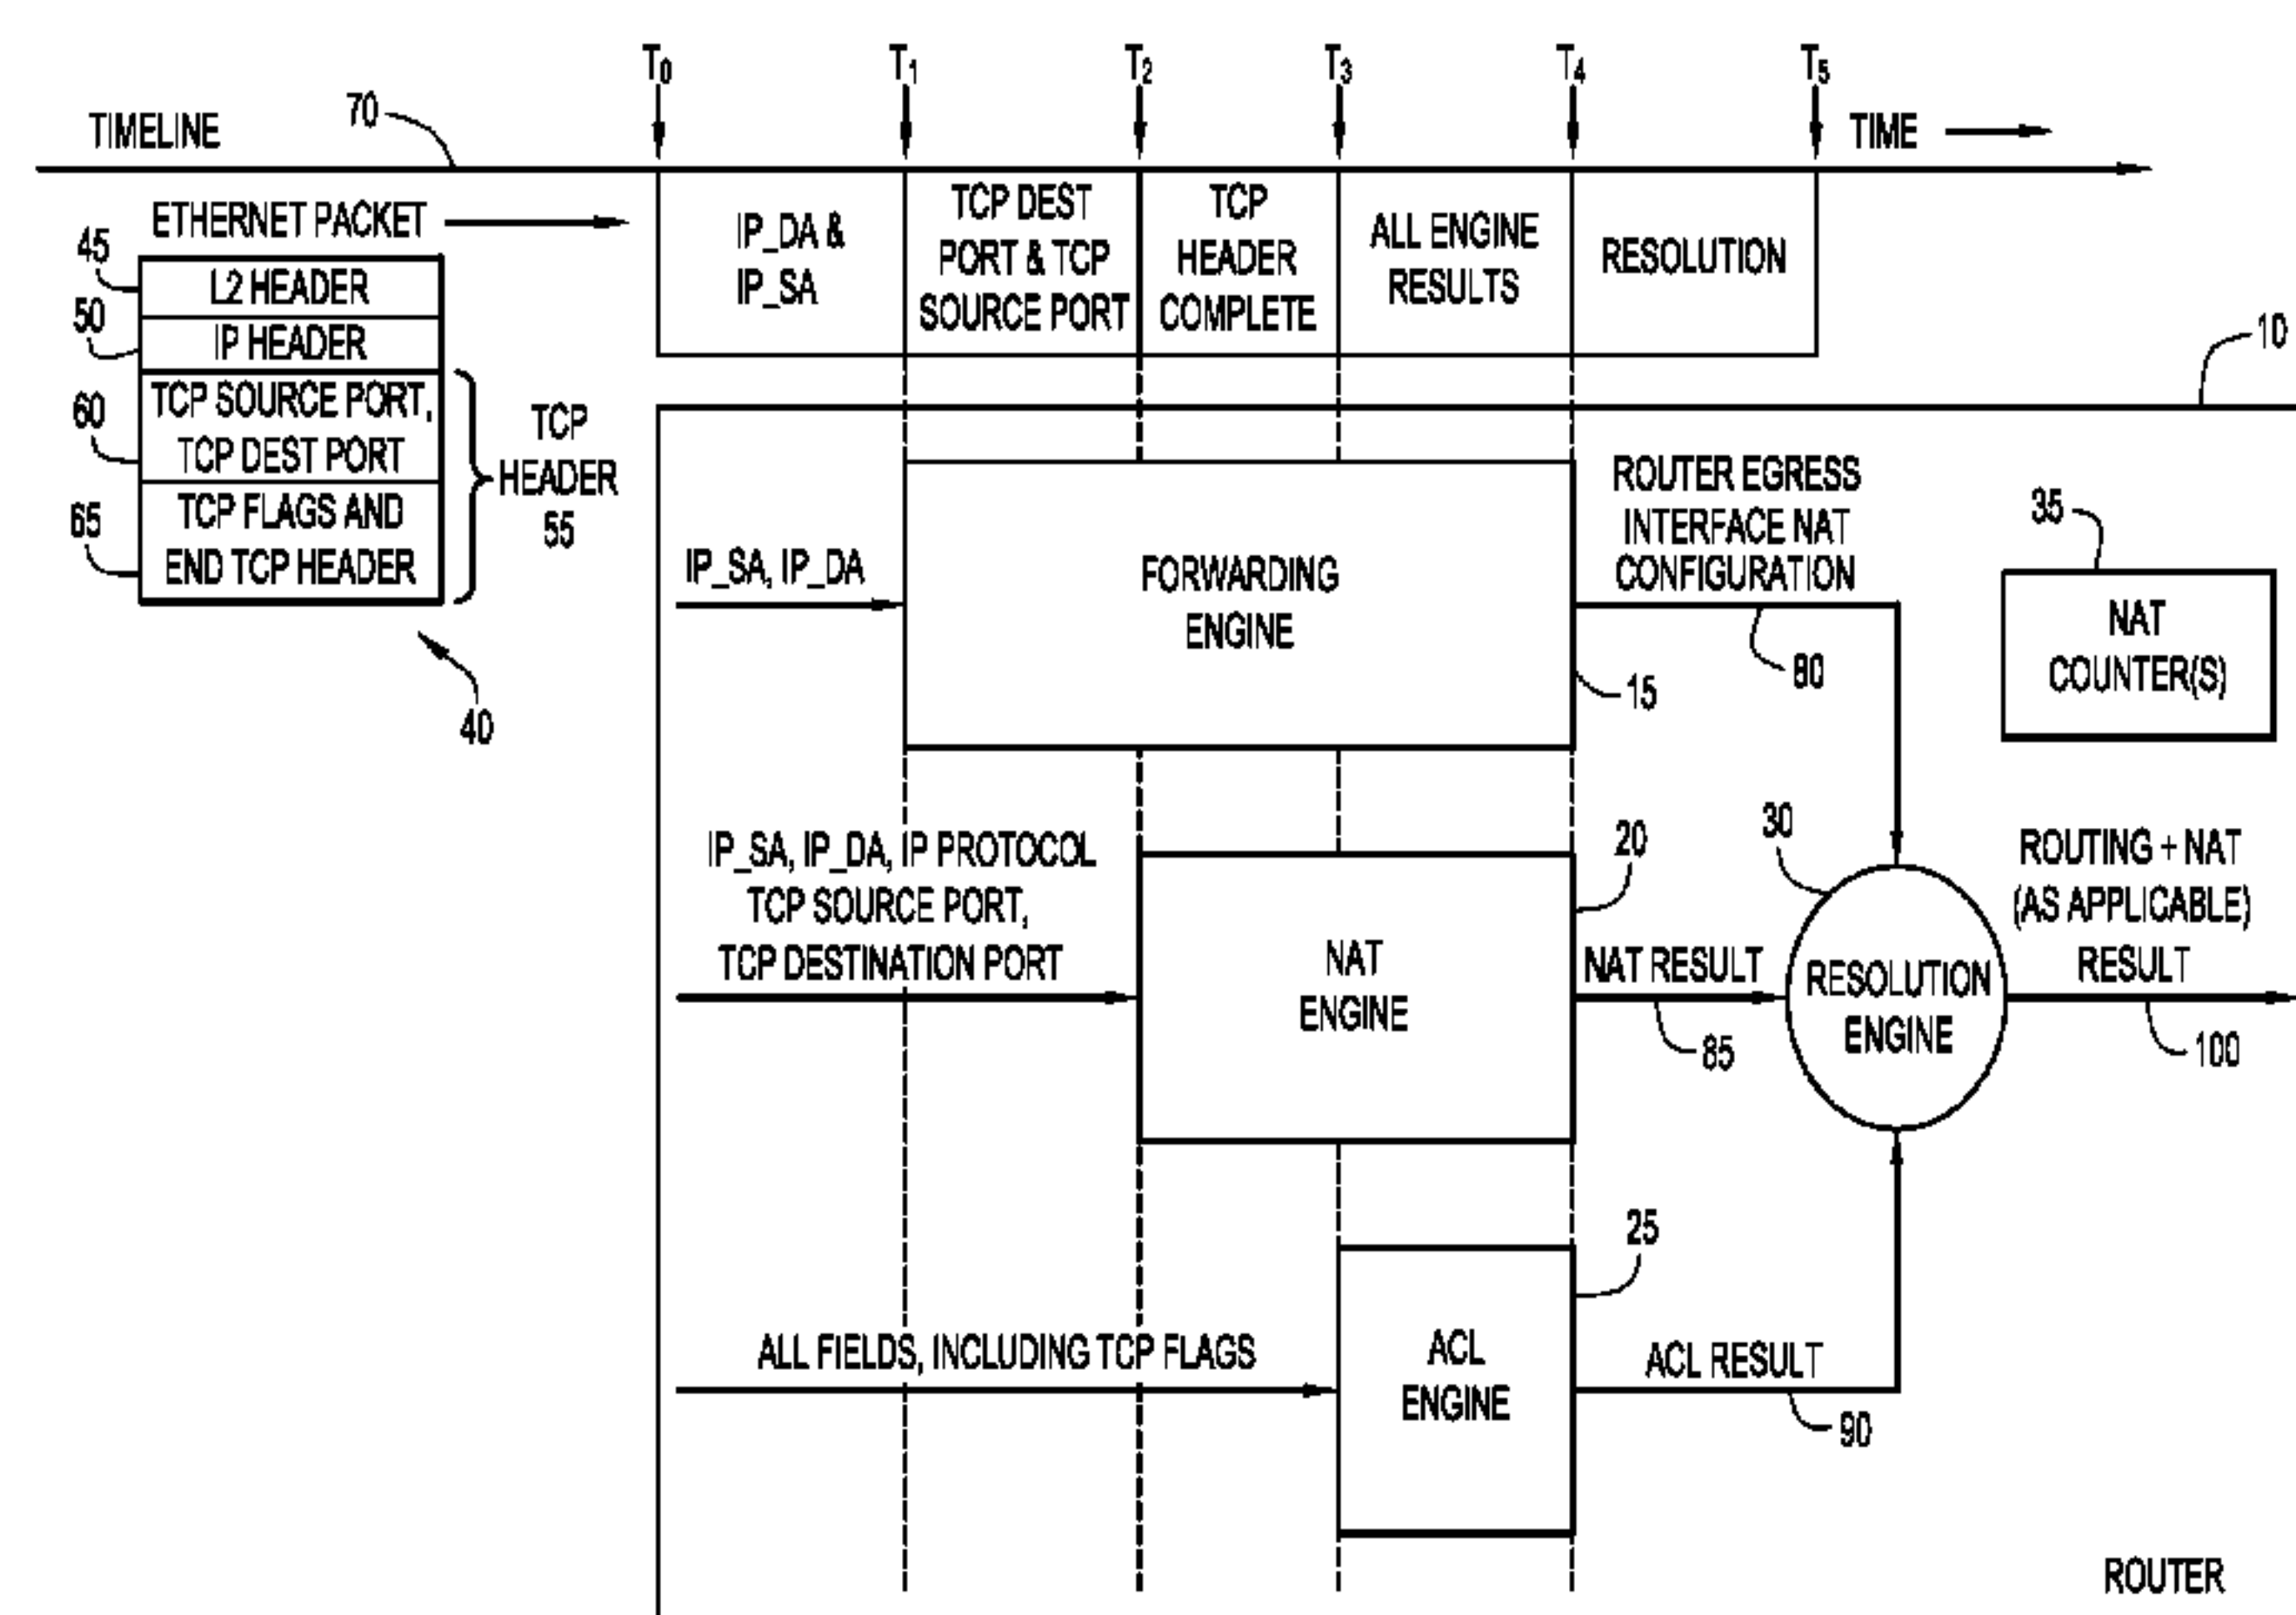 T0
T1
T2
T3
T4
T5
TIMELINE
70
TIME
ETHERNET PACKET
45
L2 HEADER
50
IP HEADER
60
TCP SOURCE PORT,
TCP DEST PORT
65
TCP FLAGS AND
END TCP HEADER
TCP
HEADER
55
40
IP_DA &
IP_SA
TCP DEST
PORT & TCP
SOURCE PORT
TCP
HEADER
COMPLETE
ALL ENGINE
RESULTS
RESOLUTION
10
IP_SA, IP_DA
FORWARDING
ENGINE
15
ROUTER EGRESS
INTERFACE NAT
CONFIGURATION
80
35
NAT
COUNTER(S)
IP_SA, IP_DA, IP PROTOCOL
TCP SOURCE PORT,
TCP DESTINATION PORT
NAT
ENGINE
20
NAT RESULT
85
30
RESOLUTION
ENGINE
ROUTING + NAT
(AS APPLICABLE)
RESULT
100
ALL FIELDS, INCLUDING TCP FLAGS
ACL
ENGINE
25
ACL RESULT
90
ROUTER